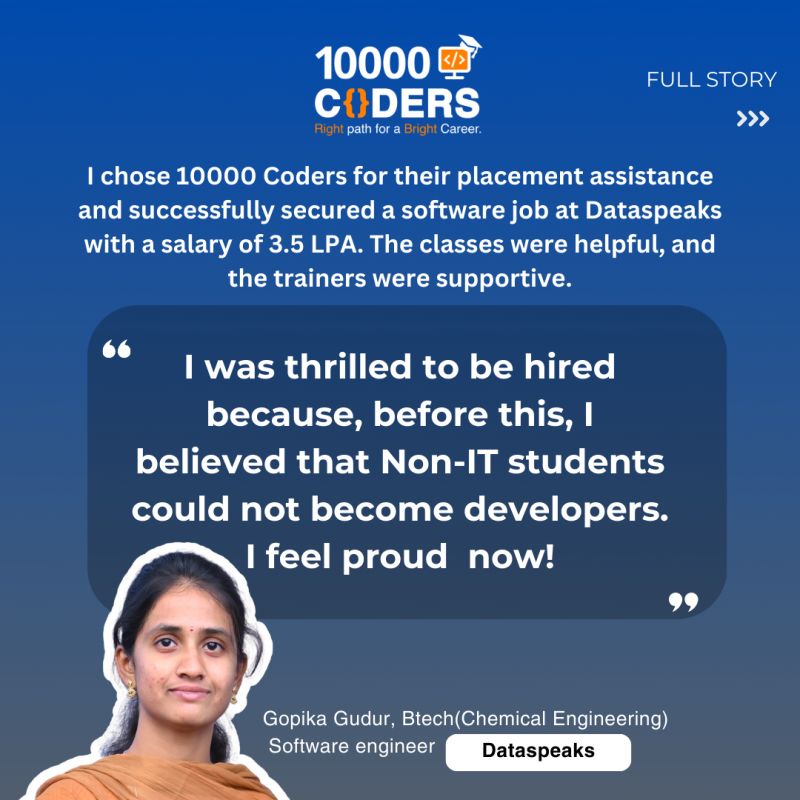 10000
C{}DERS
Right path for a Bright Career.
FULL STORY
>>>
I chose 10000 Coders for their placement assistance
and successfully secured a software job at Dataspeaks
with a salary of 3.5 LPA. The classes were helpful, and
the trainers were supportive.
“
I was thrilled to be hired
because, before this, I
believed that Non-IT students
could not become developers.
I feel proud  now!
”
Gopika Gudur, Btech(Chemical Engineering)
Software engineer Dataspeaks